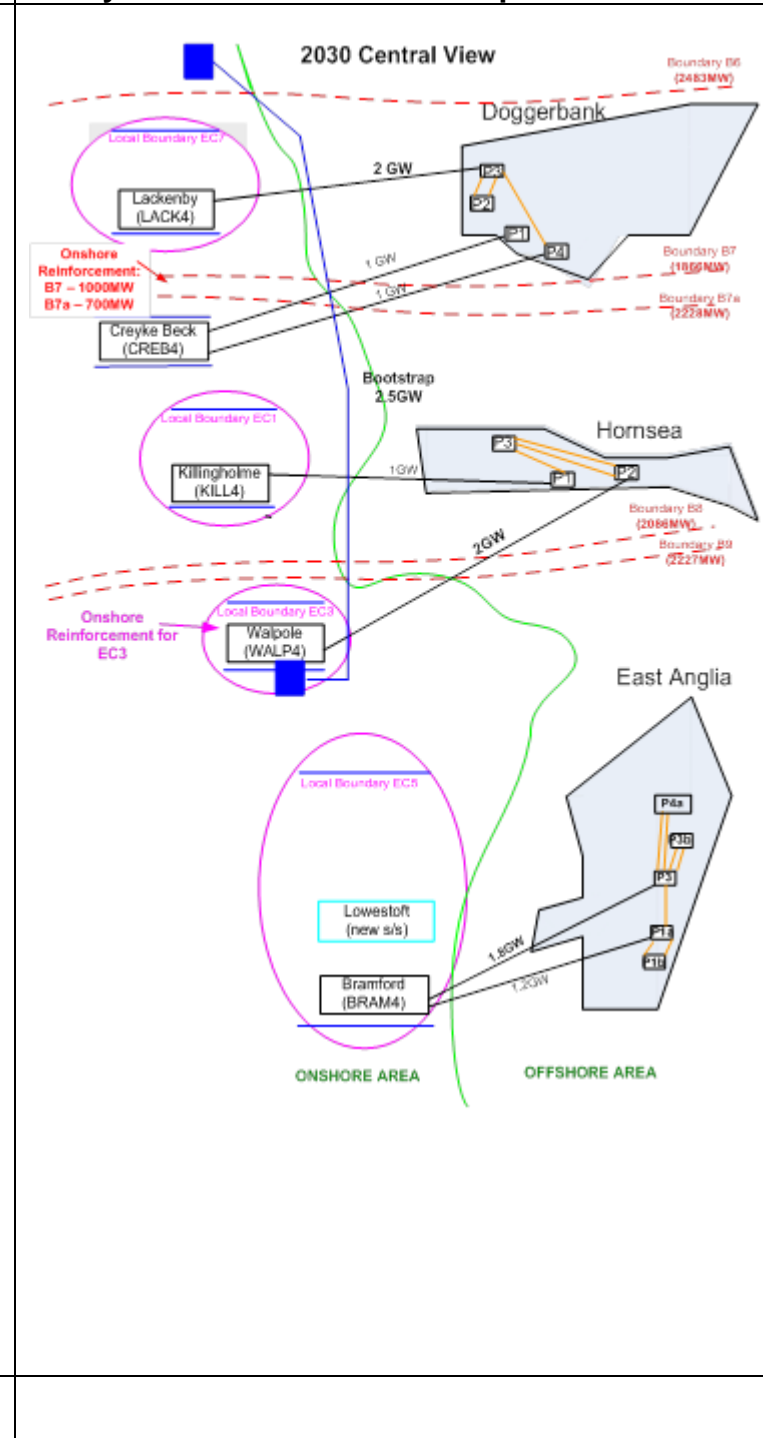 2030 Central View
Boundary B6
(2483MW)
Doggerbank
Local Boundary EC7
2 GW
P3
Lackenby
(LACK4)
P2
P1
P4
Onshore
Reinforcement:
B7 – 1000MW
B7a – 700MW
1 GW
1 GW
Boundary B7
Boundary B7a
(2228MW)
Creyke Beck
(CREB4)
Bootstrap
2.5GW
Local Boundary EC1
Hornsea
P3
Killingholme
(KILL4)
1GW
P1
P2
Boundary B8
(2086MW)
2GW
Boundary B9
(2227MW)
Onshore
Reinforcement for
EC3
Local Boundary EC3
Walpole
(WALP4)
East Anglia
Local Boundary EC5
P4a
P3b
P3
Lowestoft
(new s/s)
1.8GW
P1a
P1b
Bramford
(BRAM4)
1.2GW
ONSHORE AREA
OFFSHORE AREA